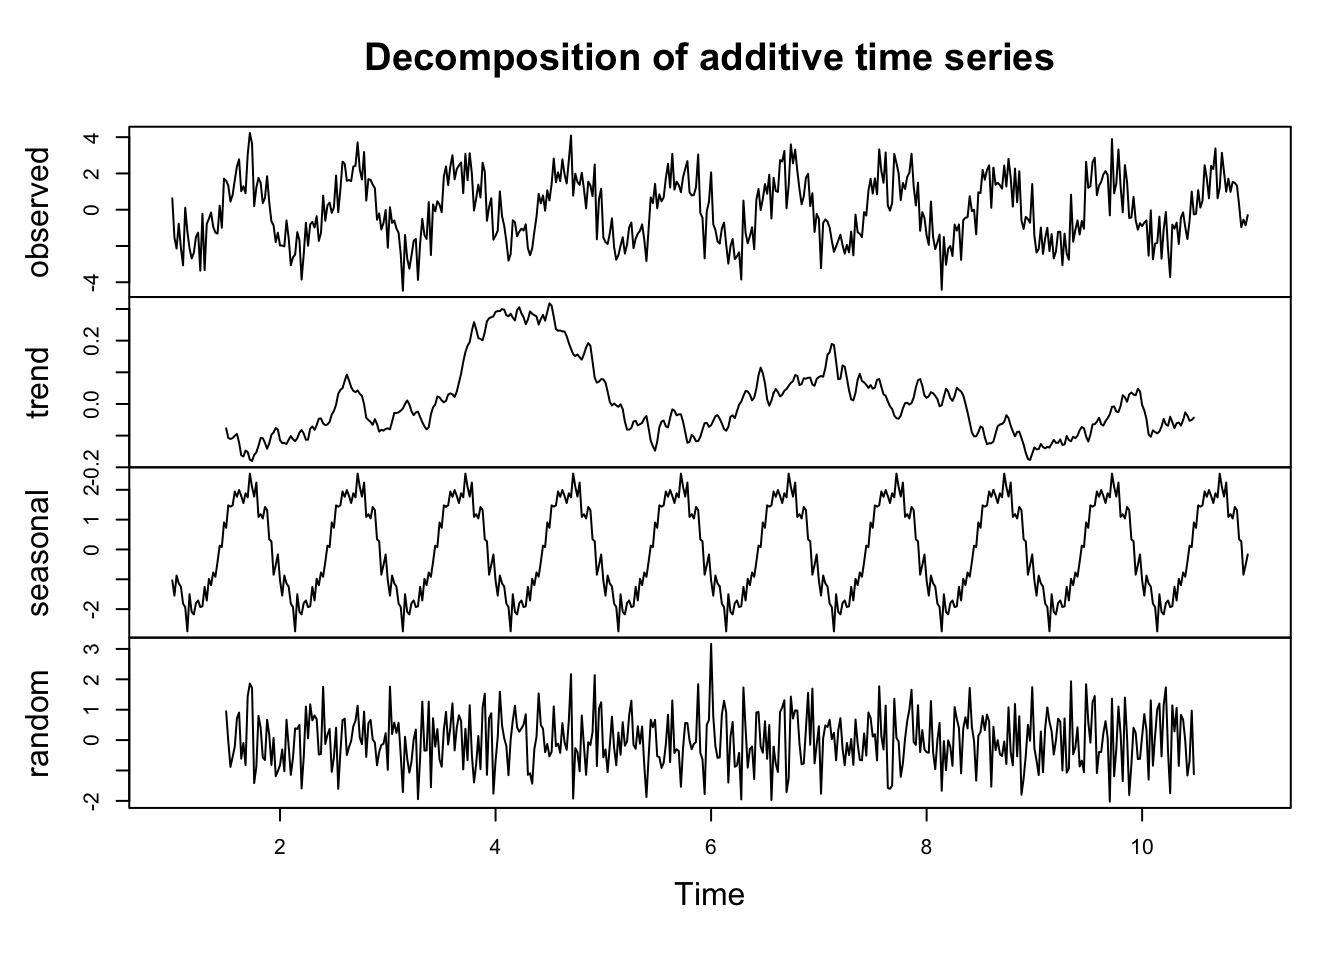 Decomposition of additive time series
observed
4
2
0
-4
trend
0.2
0.0
-0.2
seasonal
2
1
0
-2
random
3
2
1
0
-2
2 4 6 8 10
Time